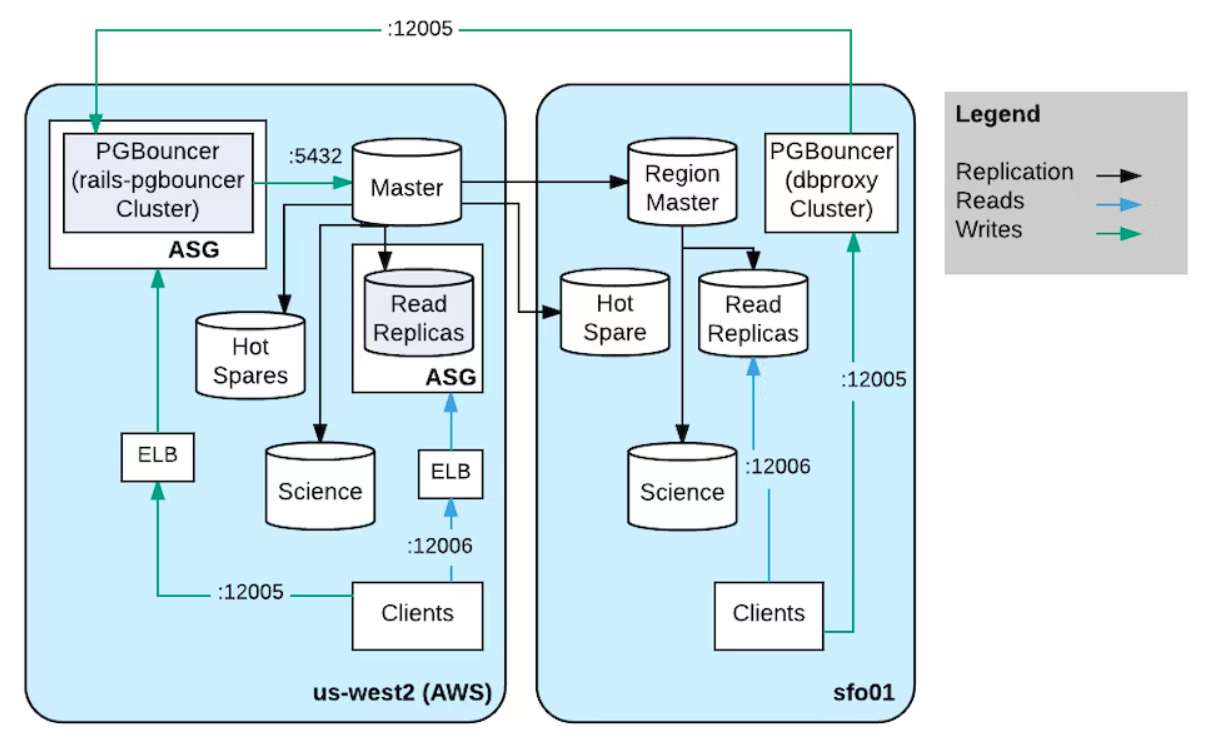 :12005
PGBouncer
(rails-pgbouncer
Cluster)
ASG
:5432
Master
Hot
Spares
Read
Replicas
ASG
ELB
Science
ELB
:12006
:12005
Clients
us-west2 (AWS)
Region
Master
PGBouncer
(dbproxy
Cluster)
Hot
Spare
Read
Replicas
:12005
:12006
Science
Clients
sfo01
Legend
Replication
Reads
Writes